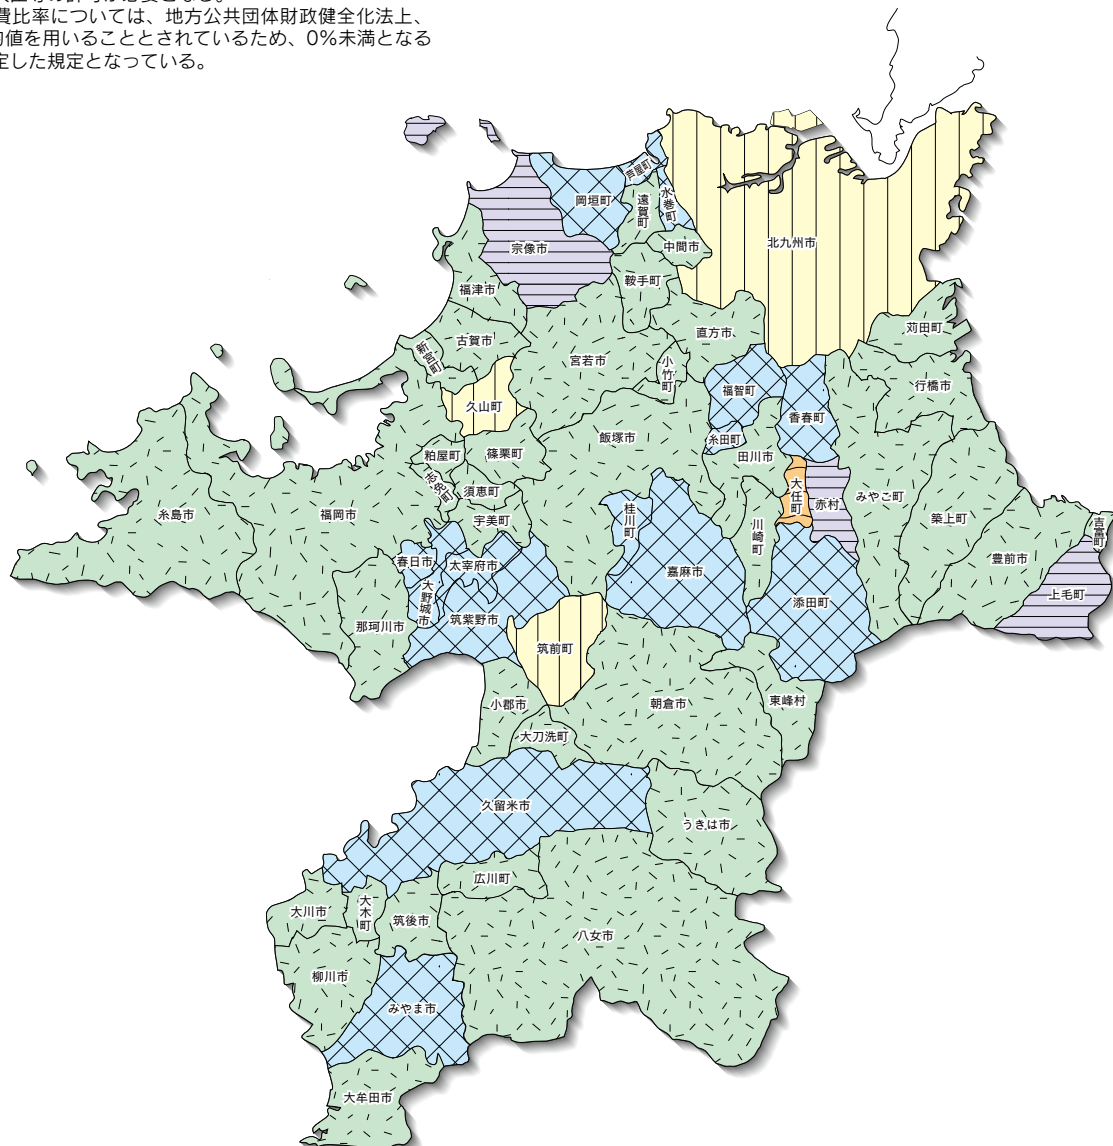 費比率については、地方公共団体財政健全化法上、
値を用いることとされているため、0％未満となる
定した規定となっている。
芦屋町
岡垣町
水巻町
遠賀町
北九州市
中間市
宗像市
鞍手町
福津市
苅田町
直方市
古賀市
新宮町
宮若市
小竹町
行橋市
福智町
久山町
香春町
飯塚市
糸田町
粕屋町
篠栗町
田川市
志免町
須恵町
大任町
みやこ町
赤村
糸島市
福岡市
宇美町
桂川町
築上町
吉富町
川崎町
豊前市
春日市
太宰府市
嘉麻市
上毛町
大野城市
添田町
筑紫野市
那珂川市
筑前町
東峰村
小郡市
朝倉市
大刀洗町
久留米市
うきは市
広川町
大川市
大木町
筑後市
八女市
柳川市
みやま市
大牟田市